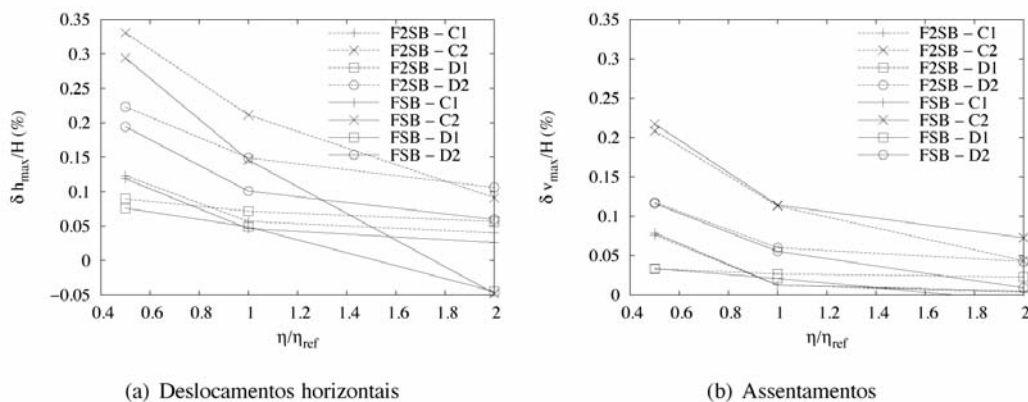 0.35
0.3
0.25
0.2
0.15
0.1
0.05
0
−0.05
δ h_max/H (%)
0.4 0.6 0.8 1 1.2 1.4 1.6 1.8 2
η/η_ref
F2SB − C1
F2SB − C2
F2SB − D1
F2SB − D2
FSB − C1
FSB − C2
FSB − D1
FSB − D2
(a) Deslocamentos horizontais
0.35
0.3
0.25
0.2
0.15
0.1
0.05
0
δ v_max/H (%)
0.4 0.6 0.8 1 1.2 1.4 1.6 1.8 2
η/η_ref
F2SB − C1
F2SB − C2
F2SB − D1
F2SB − D2
FSB − C1
FSB − C2
FSB − D1
FSB − D2
(b) Assentamentos